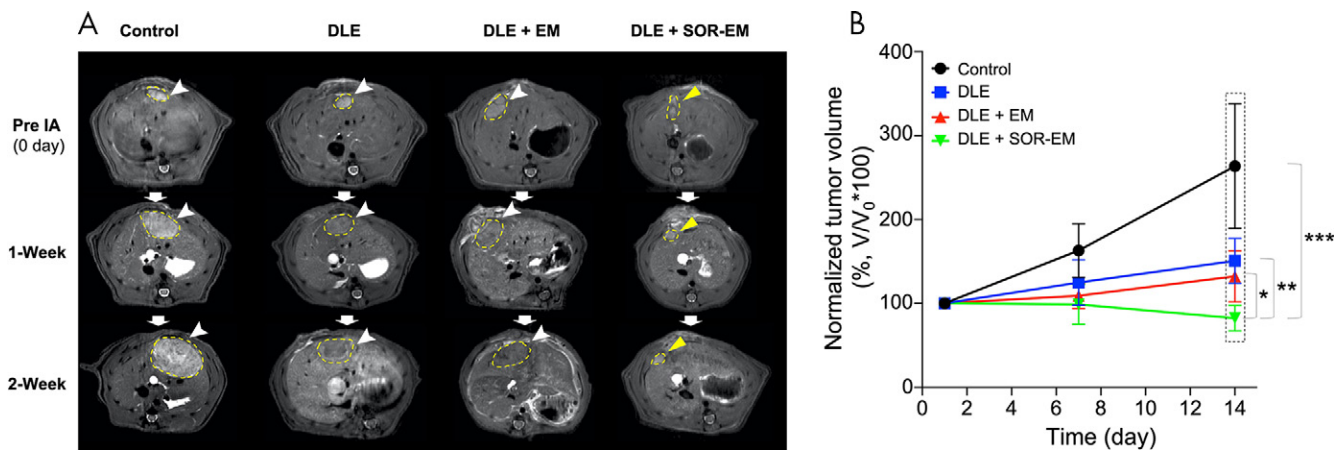 A
Control
DLE
DLE + EM
DLE + SOR-EM
Pre IA
(0 day)
1-Week
2-Week
B
Normalized tumor volume
(%, V/V₀*100)
400
300
200
100
0
0
2
4
6
8
10
12
14
Time (day)
Control
DLE
DLE + EM
DLE + SOR-EM
*
**
***